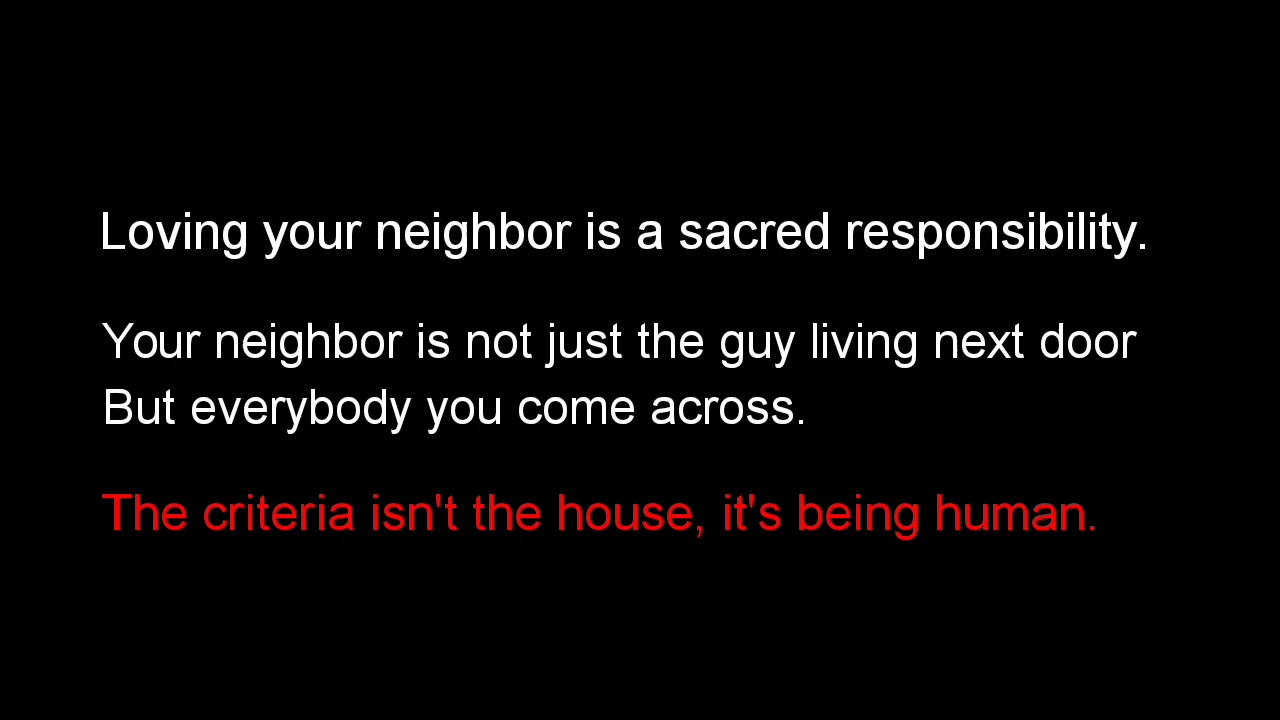 Loving your neighbor is a sacred responsibility.
Your neighbor is not just the guy living next door
But everybody you come across.
The criteria isn't the house, it's being human.